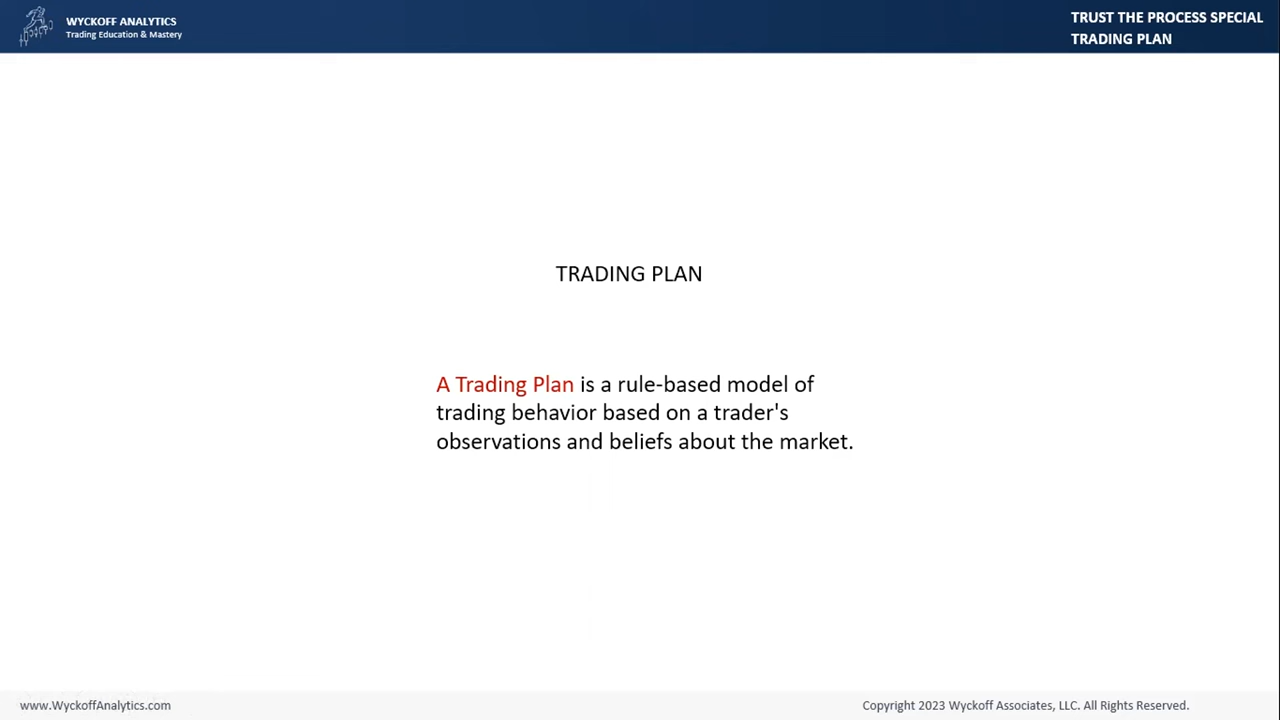 WYCKOFF ANALYTICS
Trading Education & Mastery
TRUST THE PROCESS SPECIAL
TRADING PLAN
TRADING PLAN
A Trading Plan is a rule-based model of
trading behavior based on a trader's
observations and beliefs about the market.
www.WyckoffAnalytics.com
Copyright 2023 Wyckoff Associates, LLC. All Rights Reserved.